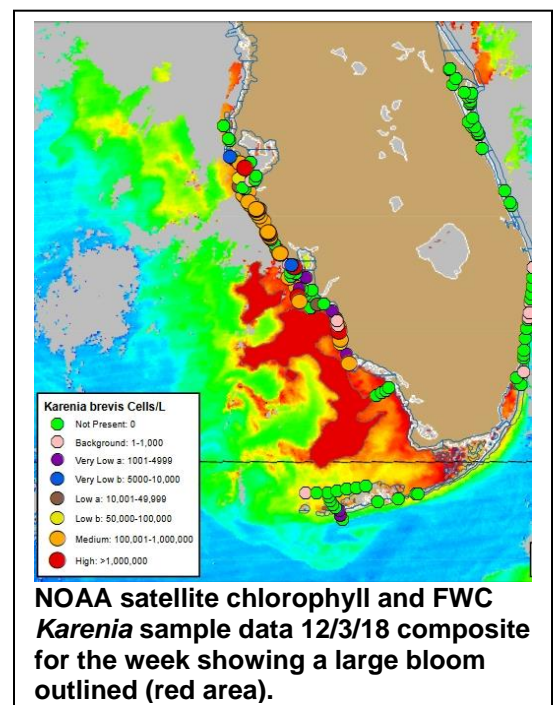 Karenia brevis Cells/L
Not Present: 0
Background: 1-1,000
Very Low a: 1001-4999
Very Low b: 5000-10,000
Low a: 10,001-49,999
Low b: 50,000-100,000
Medium: 100,001-1,000,000
High: >1,000,000
NOAA satellite chlorophyll and FWC
Karenia sample data 12/3/18 composite
for the week showing a large bloom
outlined (red area).